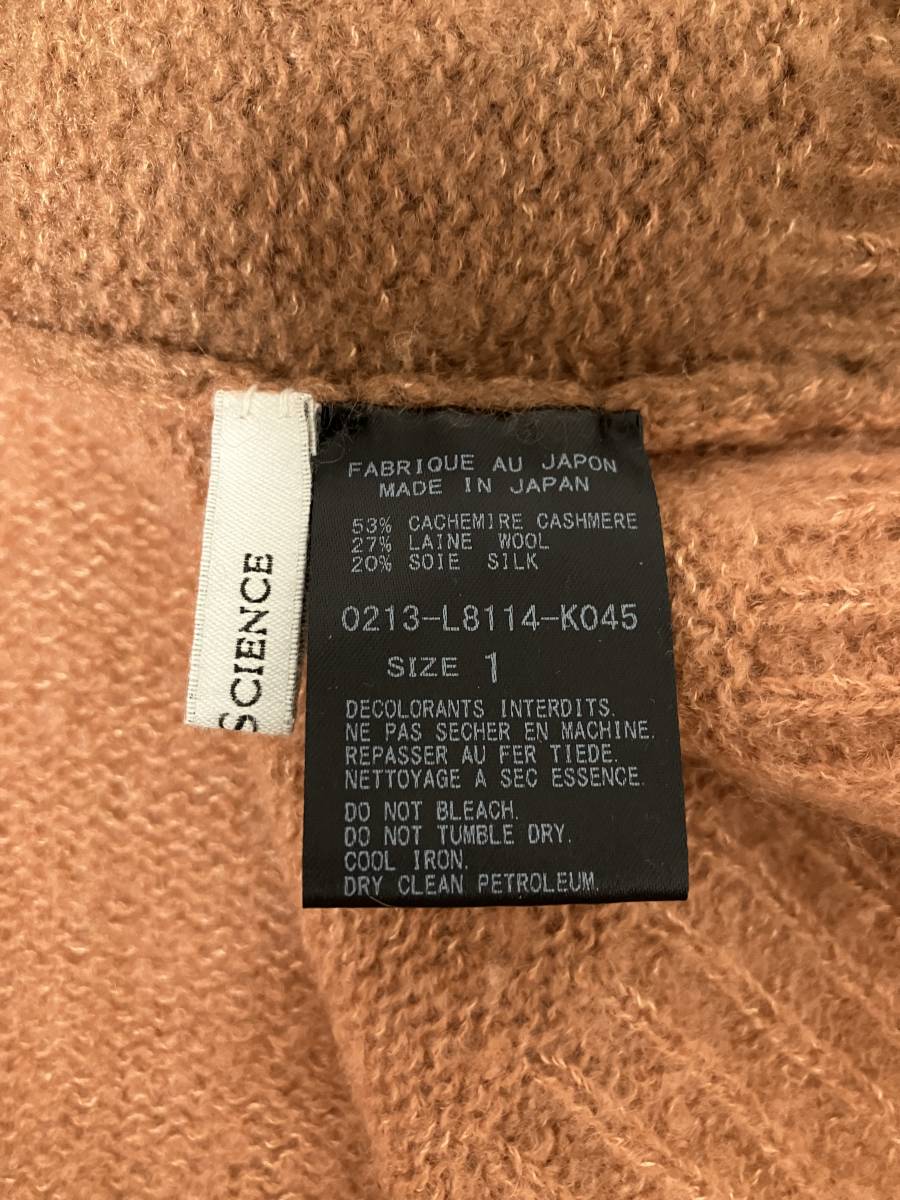 SCIENCE
FABRIQUE AU JAPON
MADE IN JAPAN
53% CACHEMIRE CASHMERE
27% LAINE WOOL
20% SOIE SILK
0213-L8114-K045
SIZE 1
DECOLORANTS INTERDITS.
NE PAS SECHER EN MACHINE.
REPASSER AU FER TIEDE.
NETTOYAGE A SEC ESSENCE.
DO NOT BLEACH.
DO NOT TUMBLE DRY.
COOL IRON.
DRY CLEAN PETROLEUM.